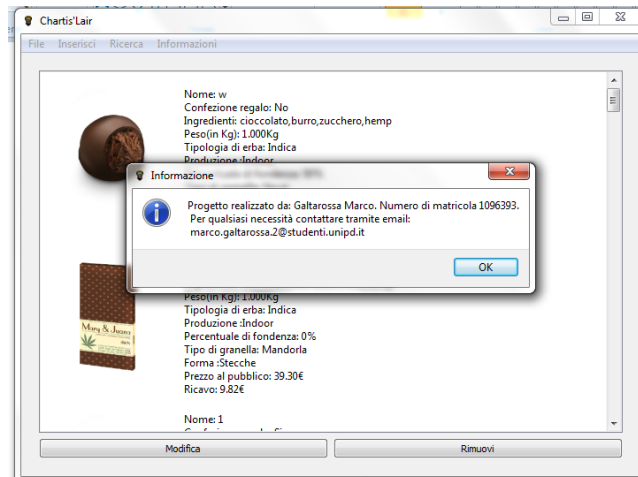 Chartis'Lair
File Inserisci Ricerca Informazioni
Nome: w
Confezione regalo: No
Ingredienti: cioccolato,burro,zucchero,hemp
Peso(in Kg): 1.000Kg
Tipologia di erba: Indica
Produzione :Indoor
Informazione
Progetto realizzato da: Galtarossa Marco. Numero di matricola 1096393.
Per qualsiasi necessità contattare tramite email:
marco.galtarossa.2@studenti.unipd.it
OK
Peso(in Kg): 1.000Kg
Tipologia di erba: Indica
Produzione :Indoor
Percentuale di fondenza: 0%
Tipo di granella: Mandorla
Forma :Stecche
Prezzo al pubblico: 39.30€
Ricavo: 9.82€
Mary & Juana
Nome: 1
Modifica Rimuovi